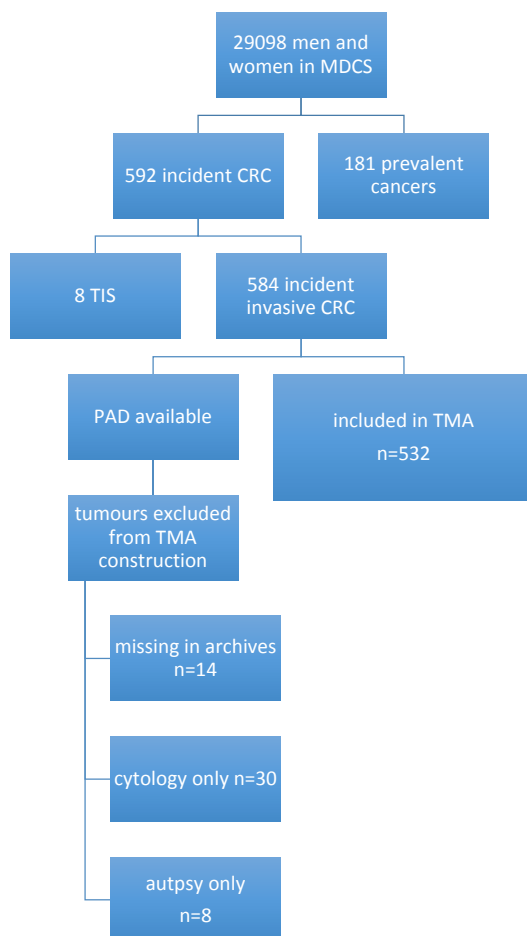 29098 men and
women in MDCS
592 incident CRC
181 prevalent
cancers
8 TIS
584 incident
invasive CRC
PAD available
included in TMA
n=532
tumours excluded
from TMA
construction
missing in archives
n=14
cytology only n=30
autpsy only
n=8